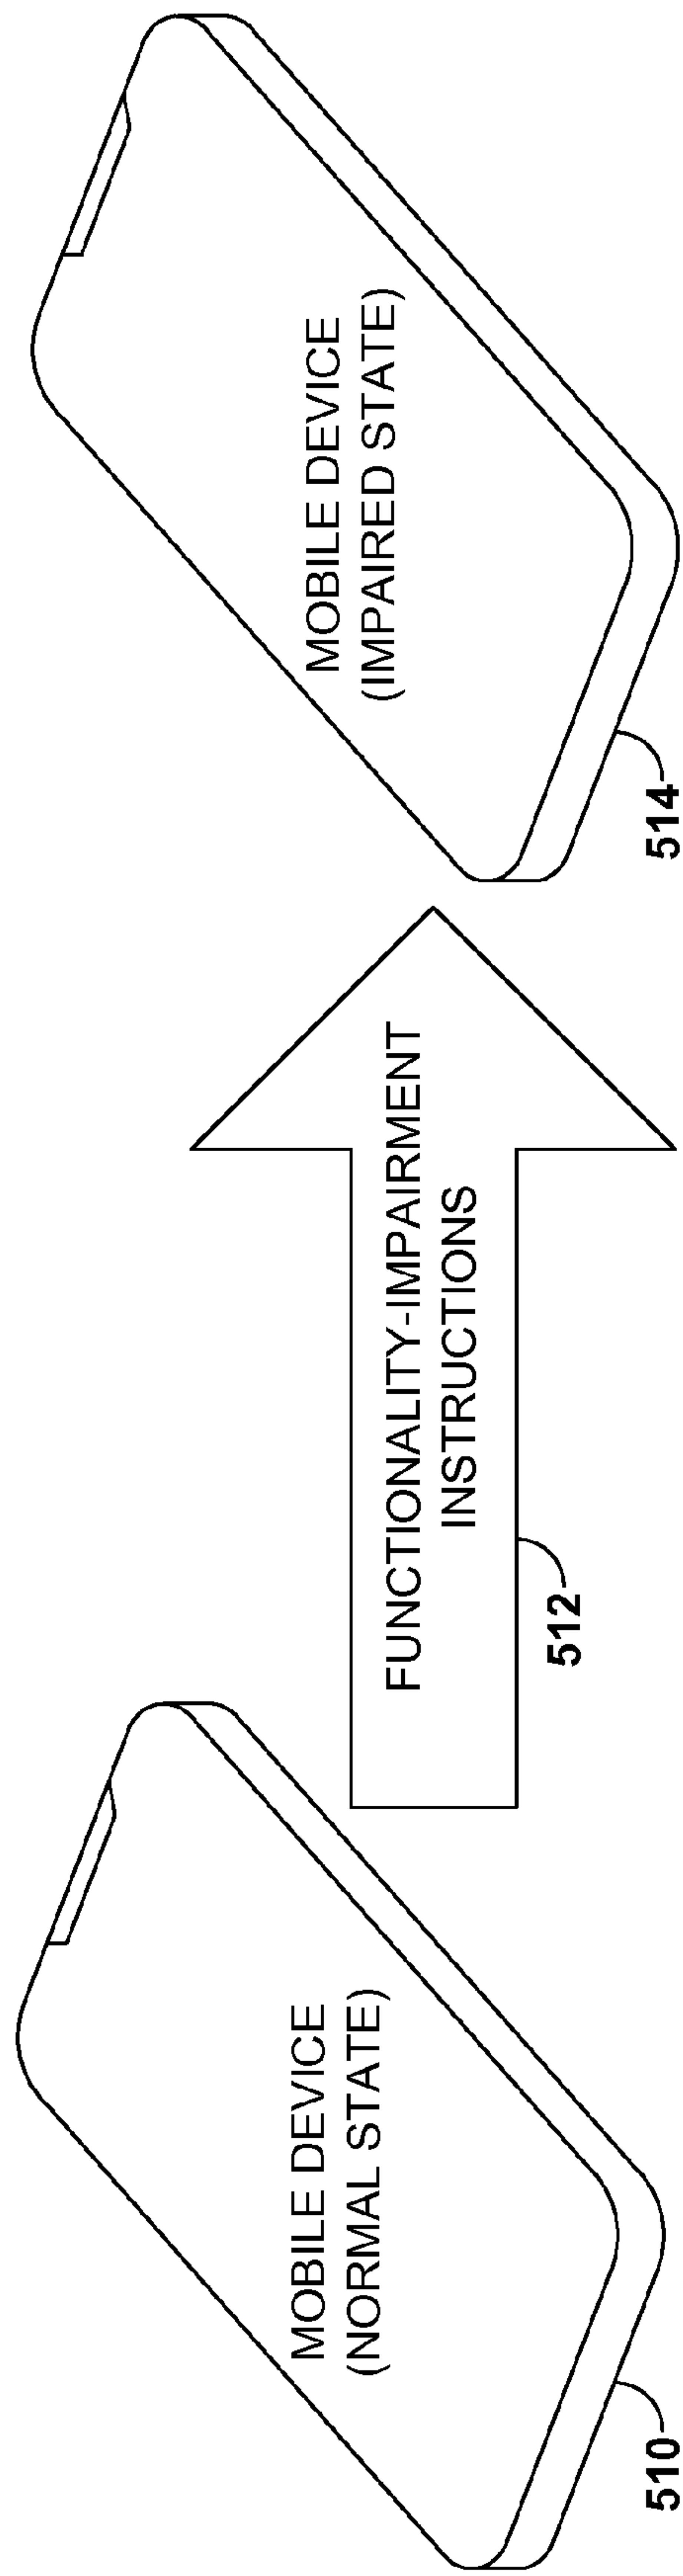 MOBILE DEVICE
(NORMAL STATE)
510
FUNCTIONALITY-IMPAIRMENT
INSTRUCTIONS
512
MOBILE DEVICE
(IMPAIRED STATE)
514